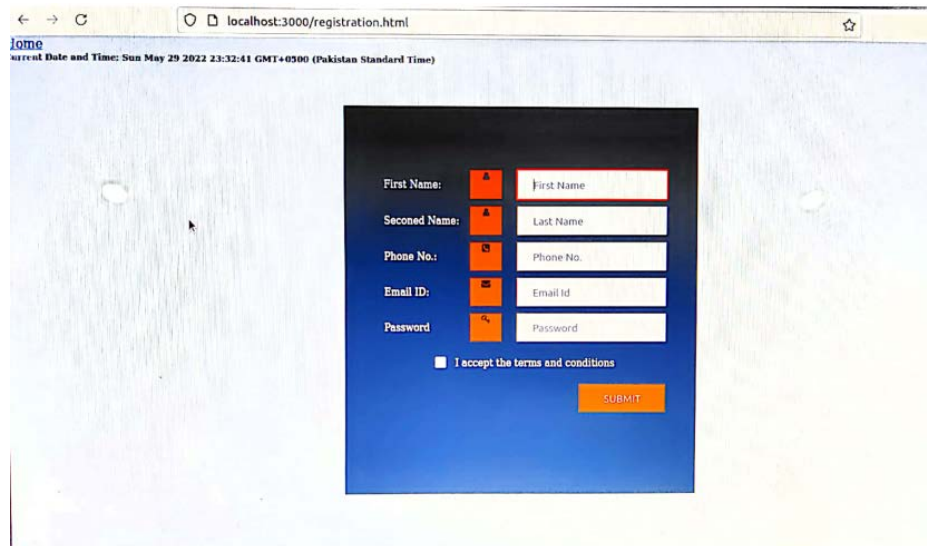 localhost:3000/registration.html
Home
Current Date and Time: Sun May 29 2022 23:32:41 GMT+0500 (Pakistan Standard Time)
First Name: First Name
Seconed Name: Last Name
Phone No.: Phone No.
Email ID: Email Id
Password Password
I accept the terms and conditions
SUBMIT